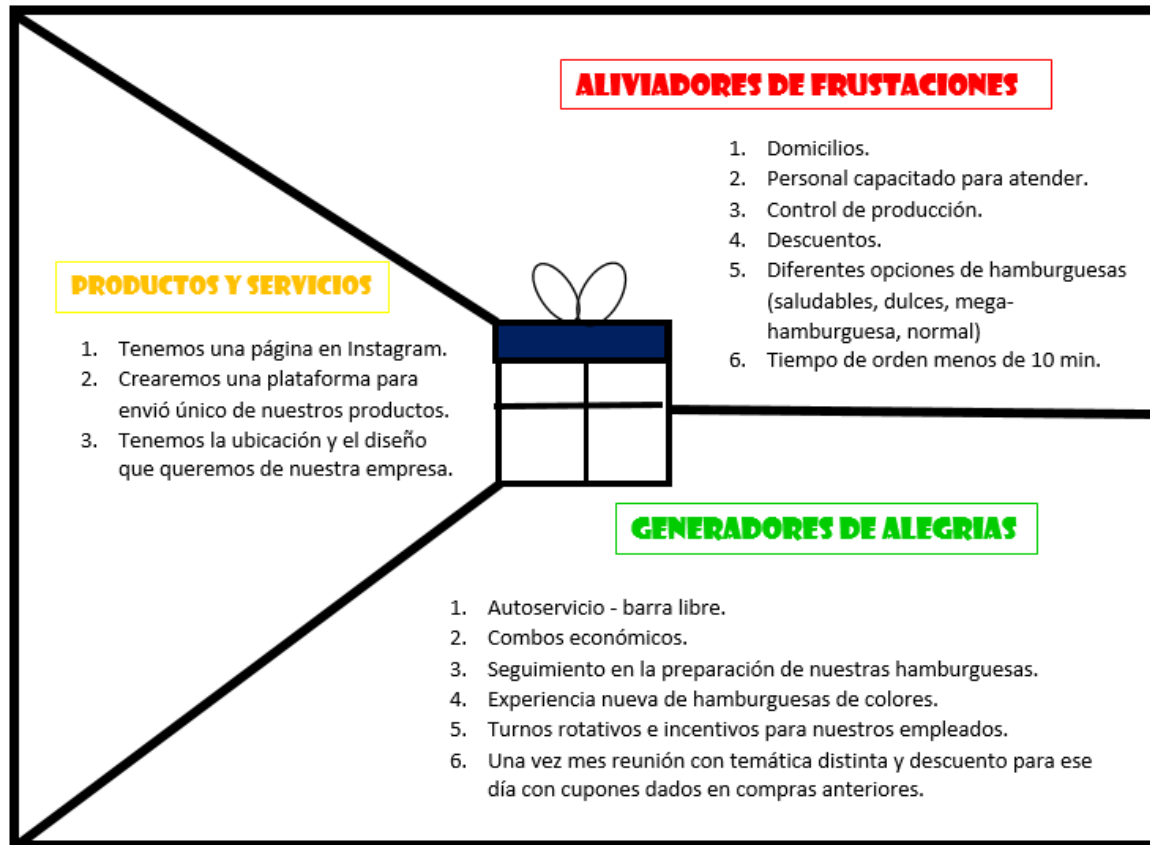 ALIVIADORES DE FRUSTACIONES
1. Domicilios.
2. Personal capacitado para atender.
3. Control de producción.
4. Descuentos.
5. Diferentes opciones de hamburguesas
(saludables, dulces, mega-
hamburguesa, normal)
6. Tiempo de orden menos de 10 min.
PRODUCTOS Y SERVICIOS
1. Tenemos una página en Instagram.
2. Crearemos una plataforma para
envió único de nuestros productos.
3. Tenemos la ubicación y el diseño
que queremos de nuestra empresa.
GENERADORES DE ALEGRIAS
1. Autoservicio - barra libre.
2. Combos económicos.
3. Seguimiento en la preparación de nuestras hamburguesas.
4. Experiencia nueva de hamburguesas de colores.
5. Turnos rotativos e incentivos para nuestros empleados.
6. Una vez mes reunión con temática distinta y descuento para ese
día con cupones dados en compras anteriores.